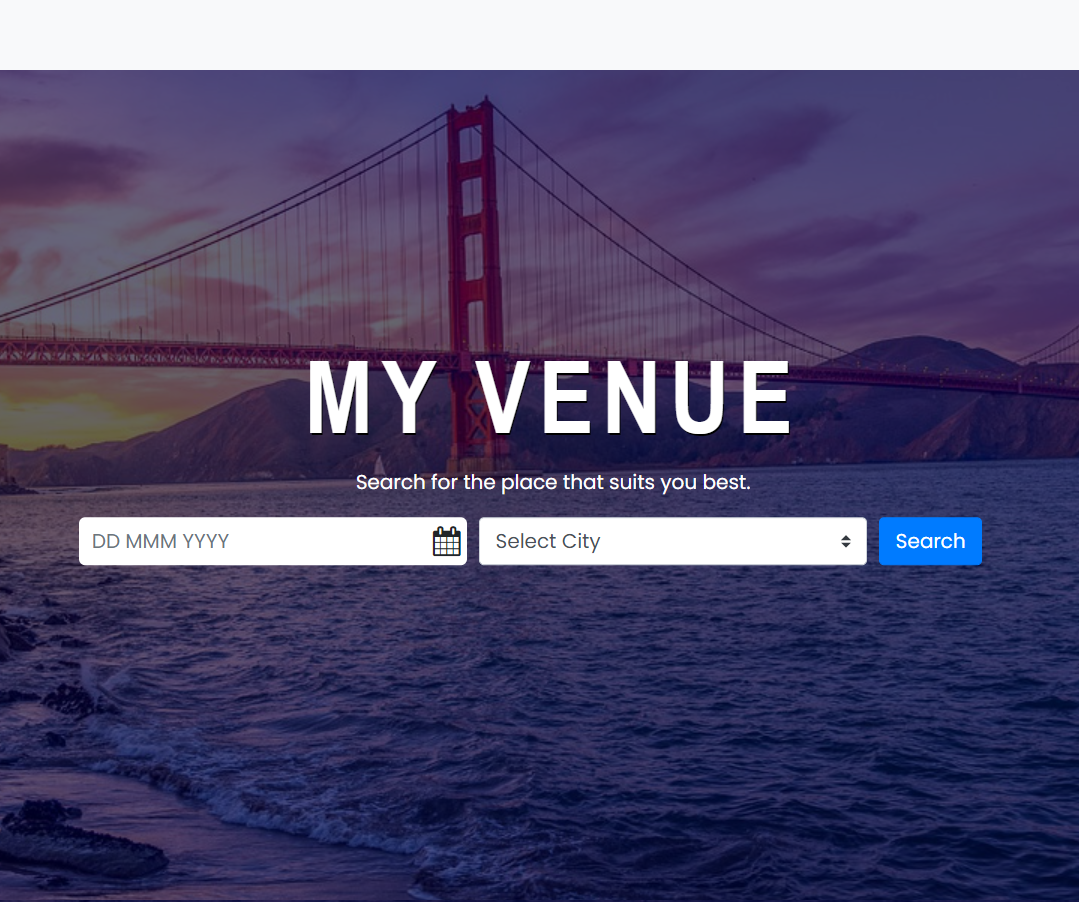 MY VENUE
Search for the place that suits you best.
DD MMM YYYY
Select City
Search